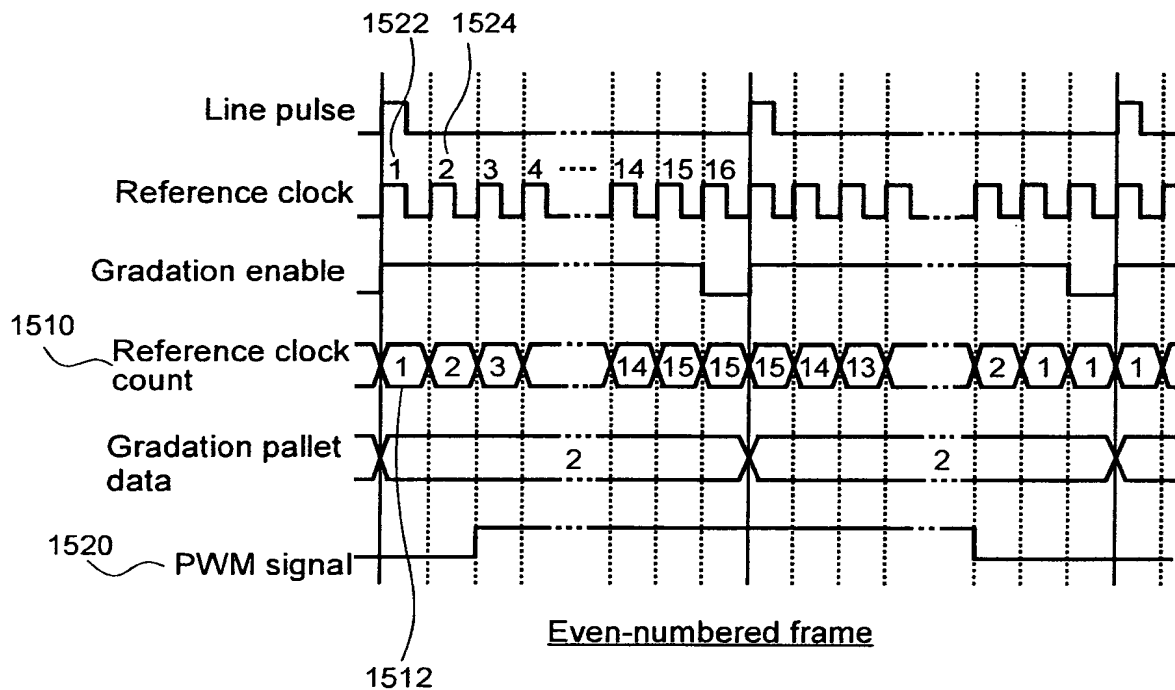 1522 1524
Line pulse
1 2 3 4 ···· 14 15 16
Reference clock
Gradation enable
1510
Reference clock
count
1 2 3 14 15 15 15 14 13 2 1 1 1
Gradation pallet
data
2 2
1520
PWM signal
Even-numbered frame
1512